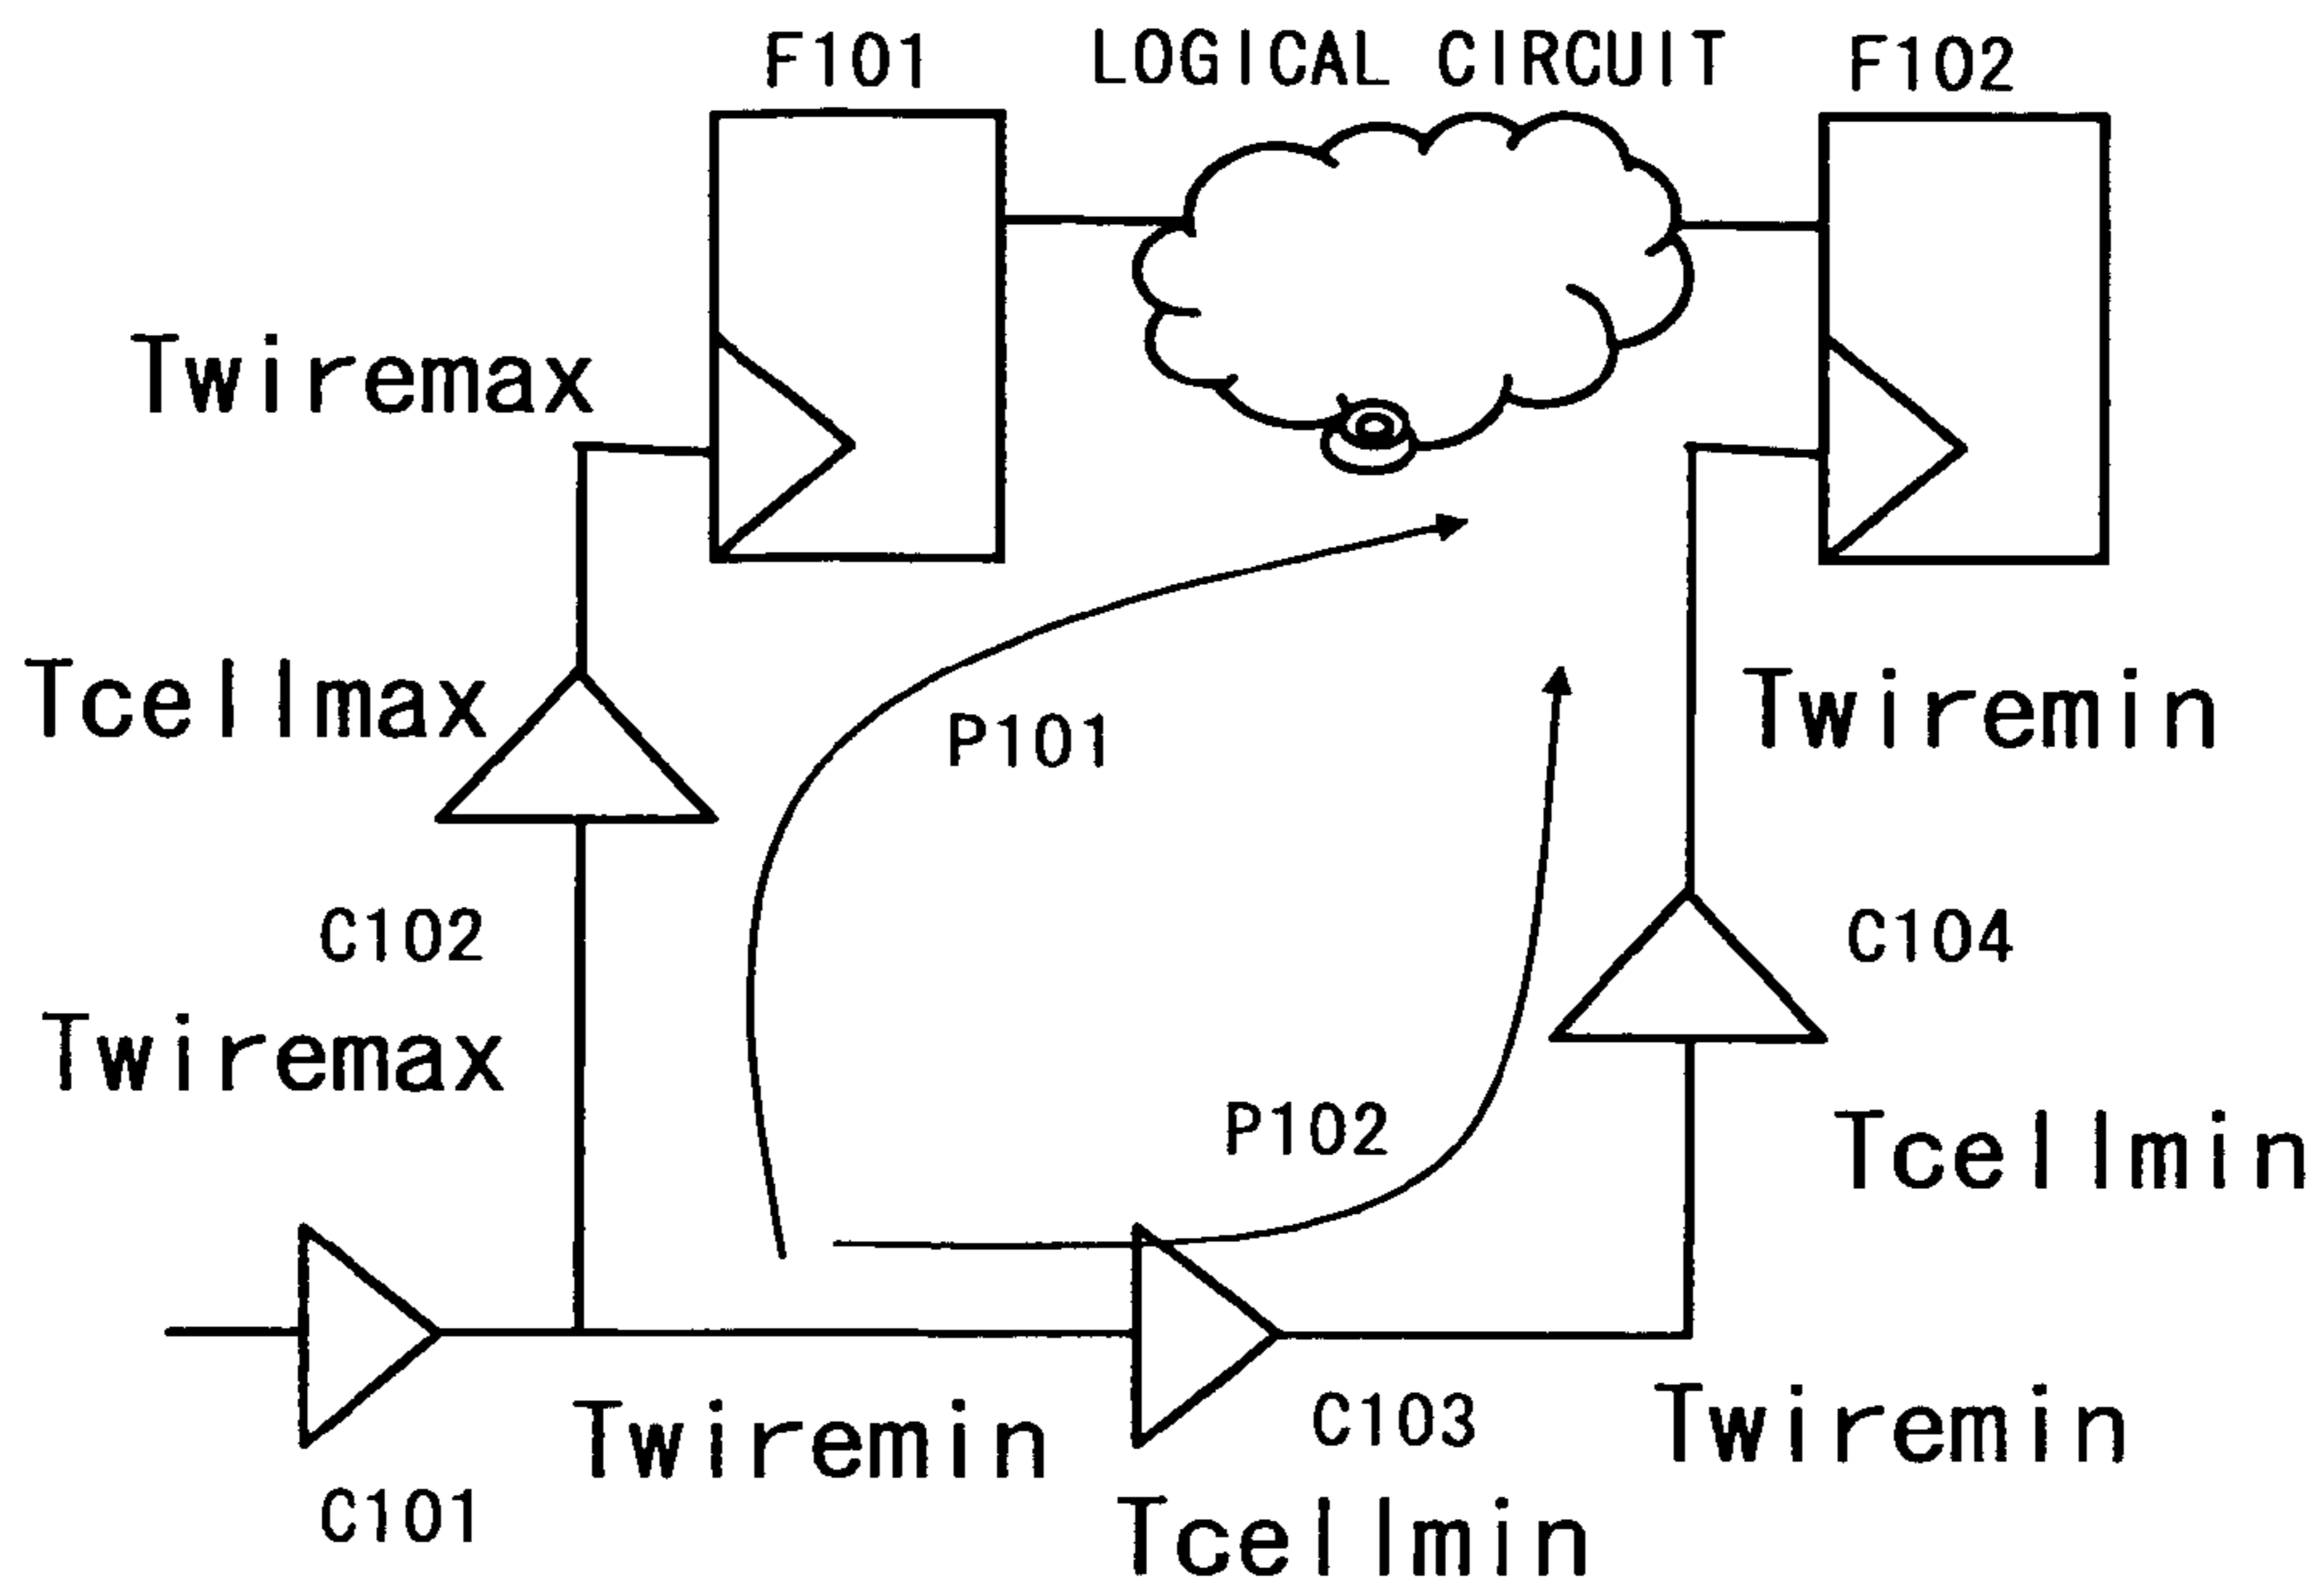 F101
LOGICAL CIRCUIT
F102
Twiremax
Tcellmax
P101
Twiremin
C102
C104
Twiremax
P102
Tcellmin
Twiremin
C103
Twiremin
C101
Tcellmin